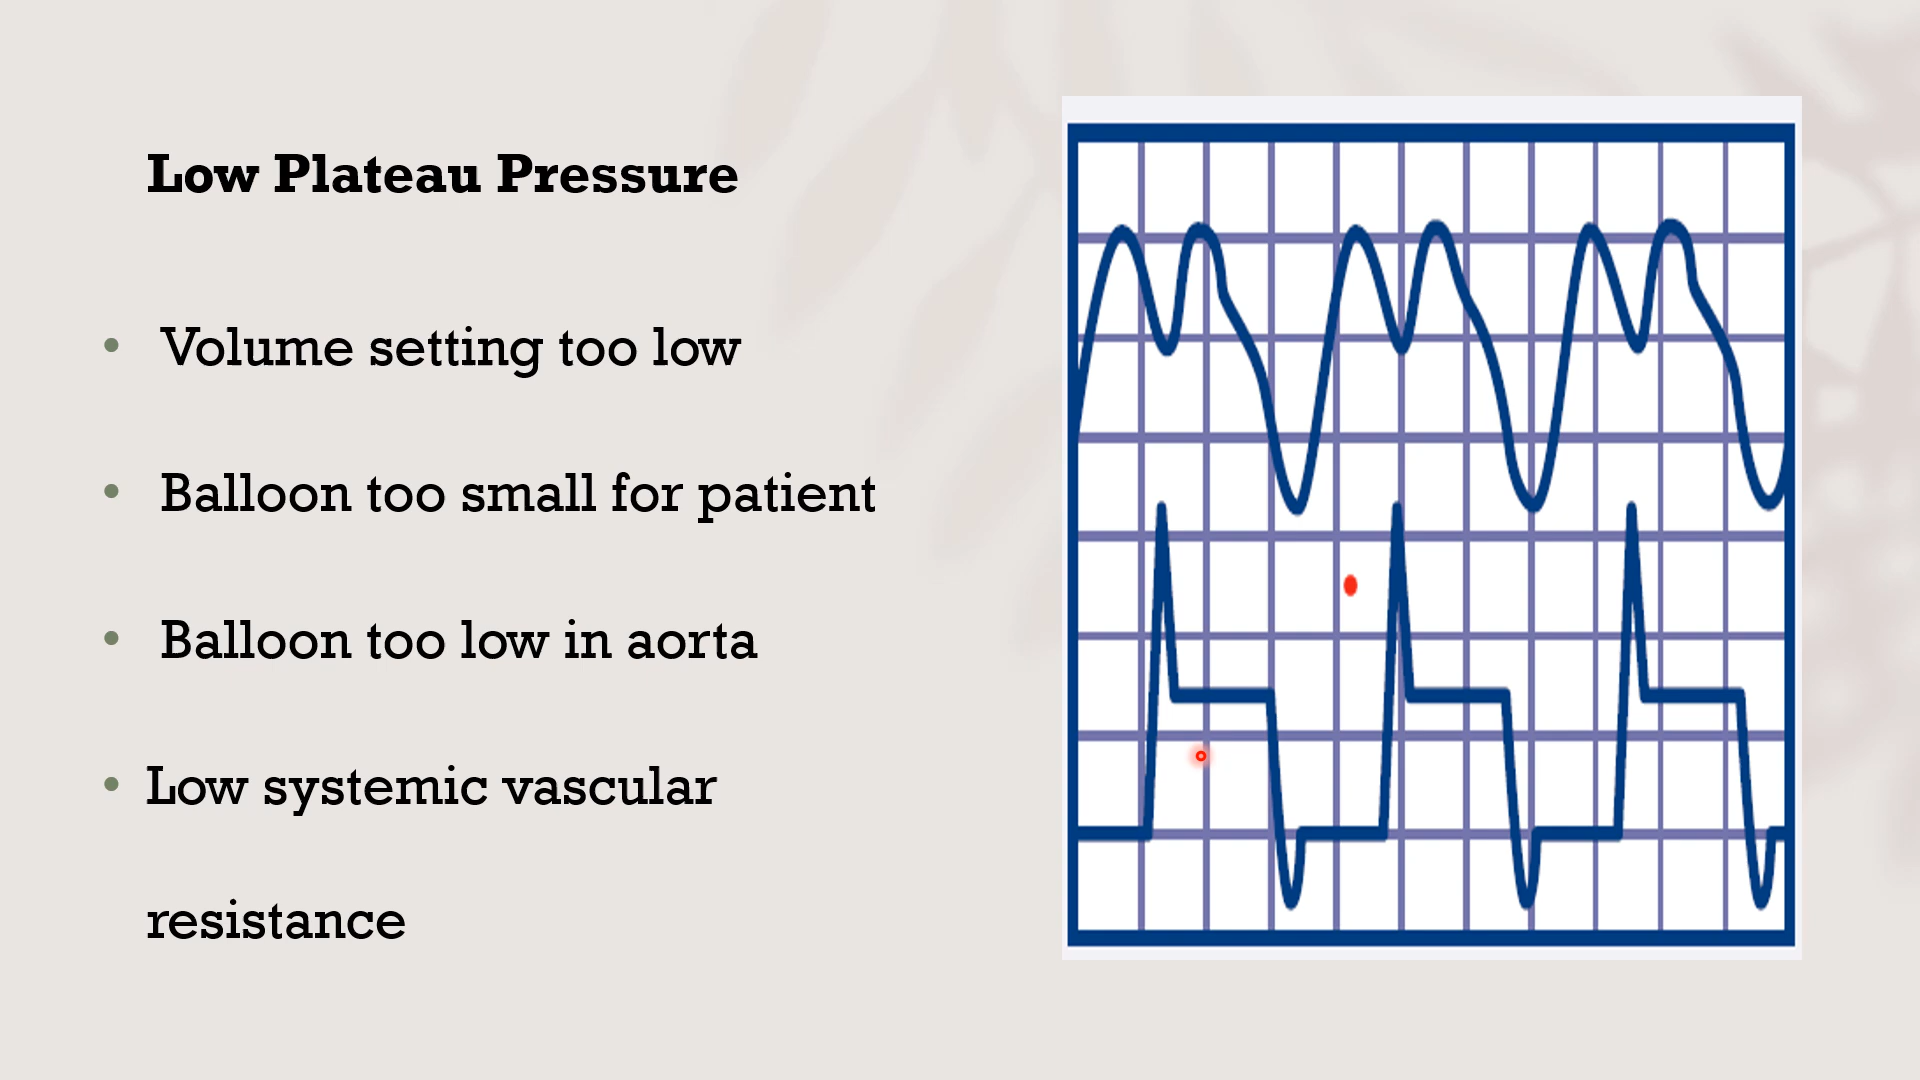 Low Plateau Pressure
• Volume setting too low
• Balloon too small for patient
• Balloon too low in aorta
• Low systemic vascular
resistance